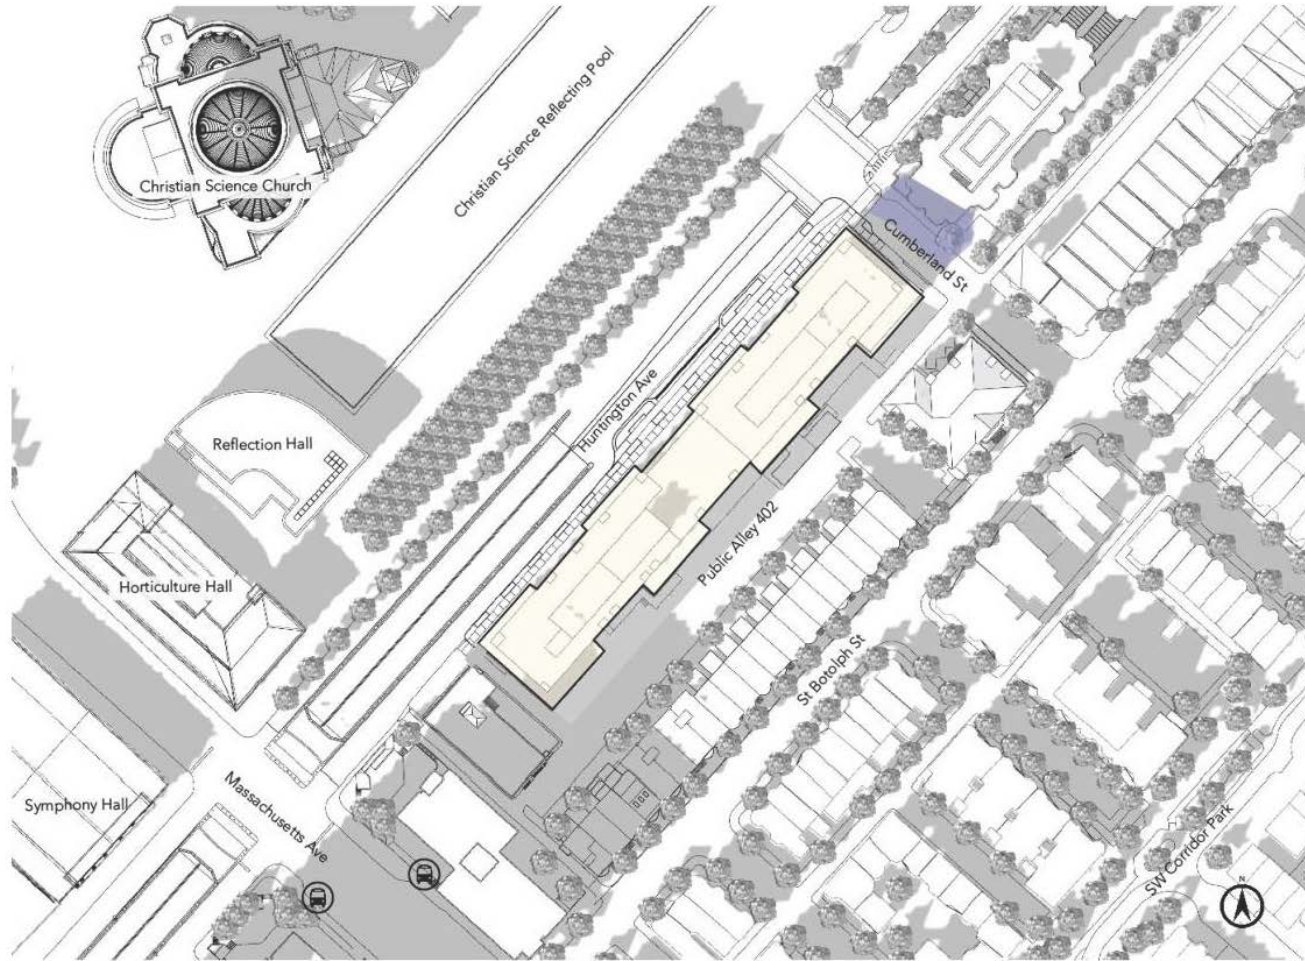 Christian Science Reflecting Pool
Christian Science Church
Cumberland St
Huntington Ave
Reflection Hall
Public Alley 402
Horticulture Hall
St Botolph St
Massachusetts Ave
Symphony Hall
SW Corridor Park
N